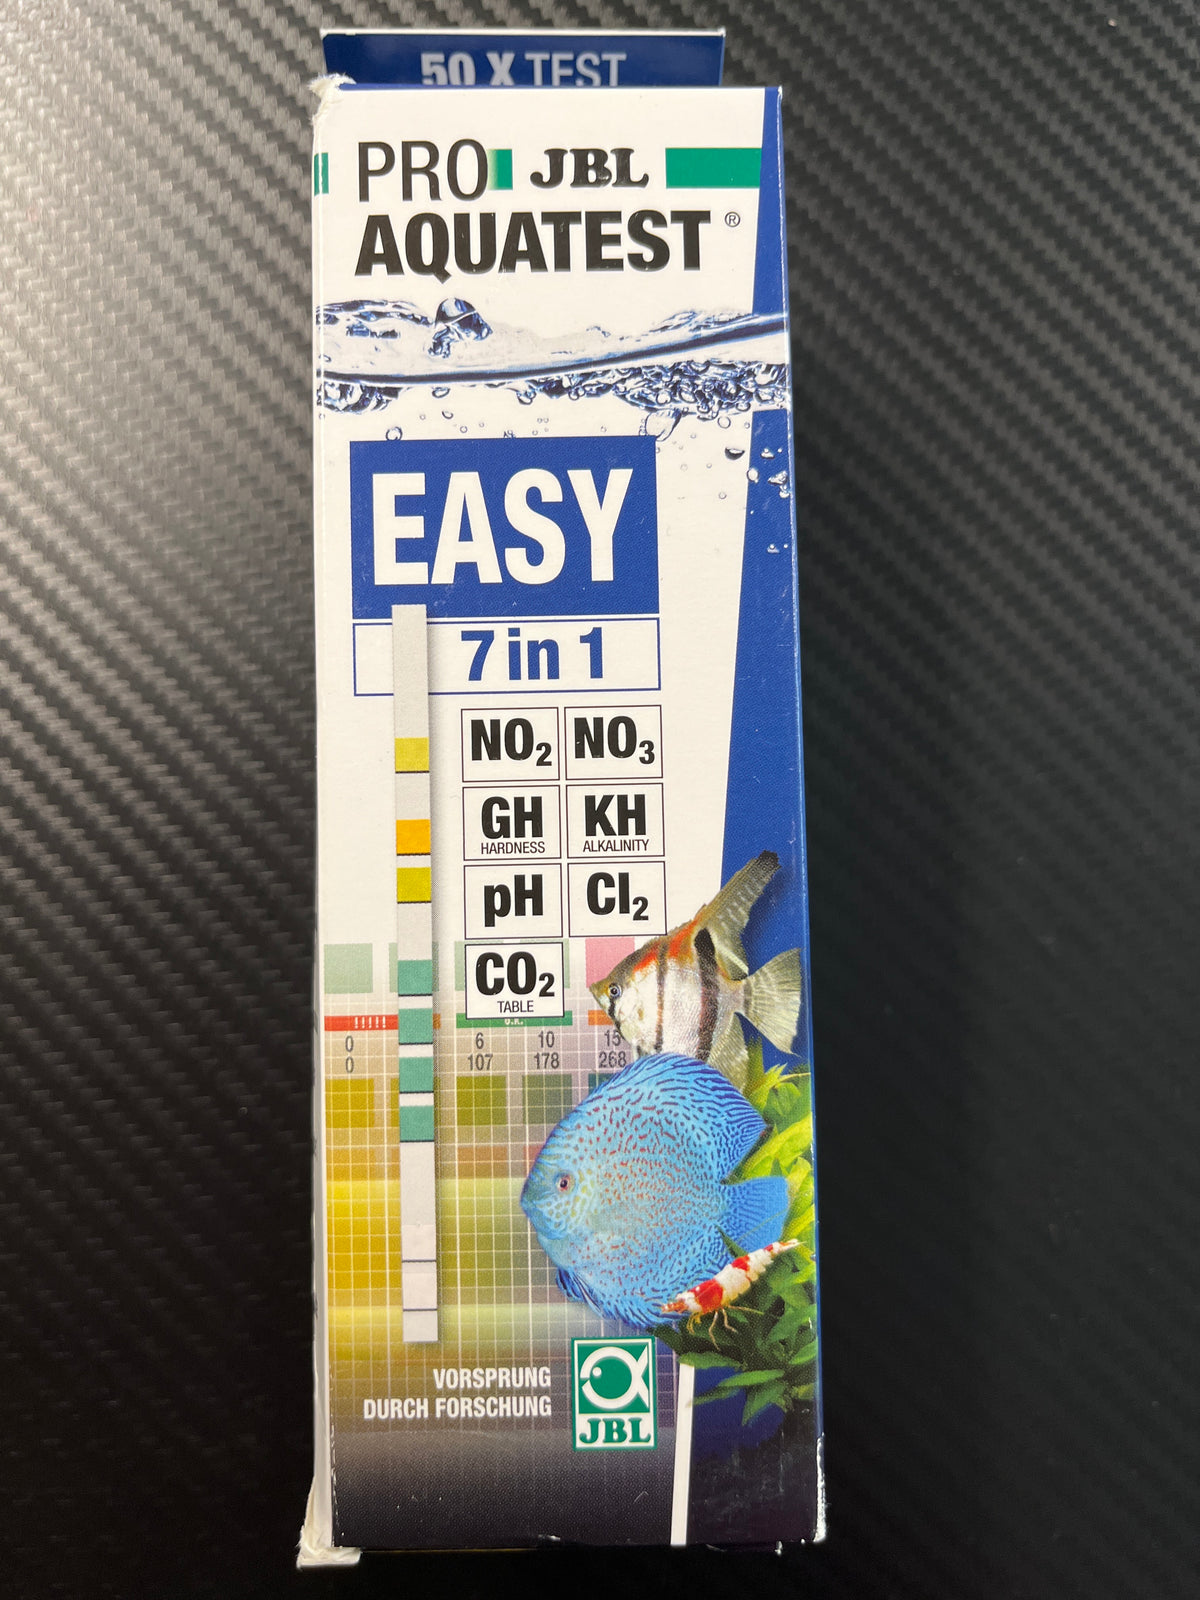 50 X TEST
PRO JBL
AQUATEST ®
EASY
7 in 1
NO2 NO3
GH KH
HARDNESS ALKALINITY
pH Cl2
CO2
TABLE
0 6 10 15
0 107 178 268
VORSPRUNG
DURCH FORSCHUNG
JBL